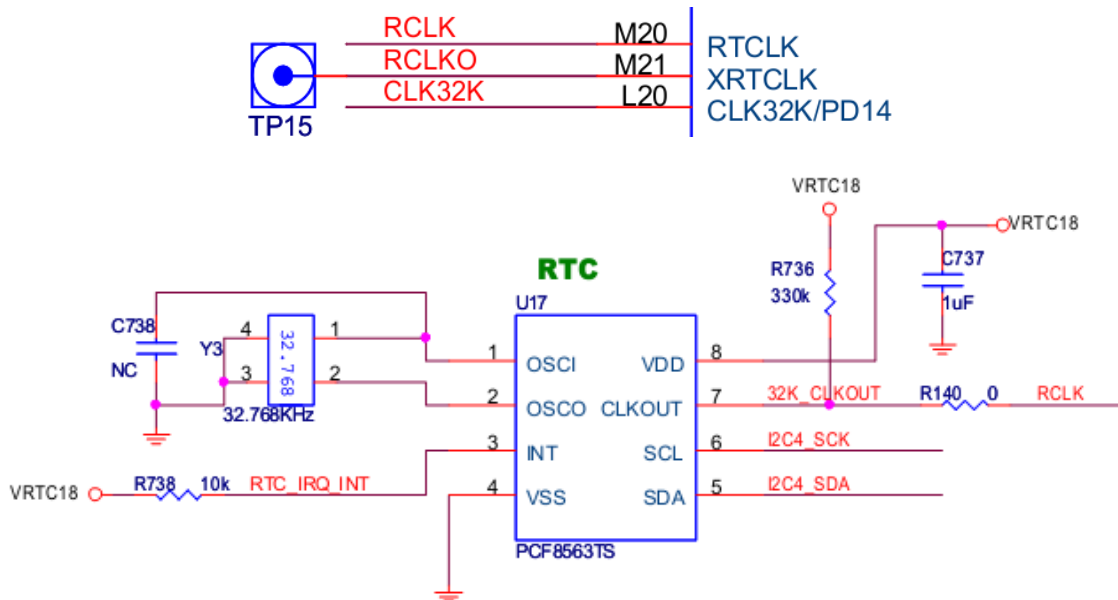 RCLK M20 RTCLK
RCLKO M21 XRTCLK
CLK32K L20 CLK32K/PD14
TP15
VRTC18
VRTC18
RTC
R736
330k
C737
1uF
U17
C738
NC
Y3
4 1
3 2
32.768
32.768KHz
1 OSCI VDD 8
2 OSCO CLKOUT 7 32K_CLKOUT R140 0 RCLK
3 INT SCL 6 I2C4_SCK
4 VSS SDA 5 I2C4_SDA
VRTC18 R738 10k RTC_IRQ_INT
PCF8563TS